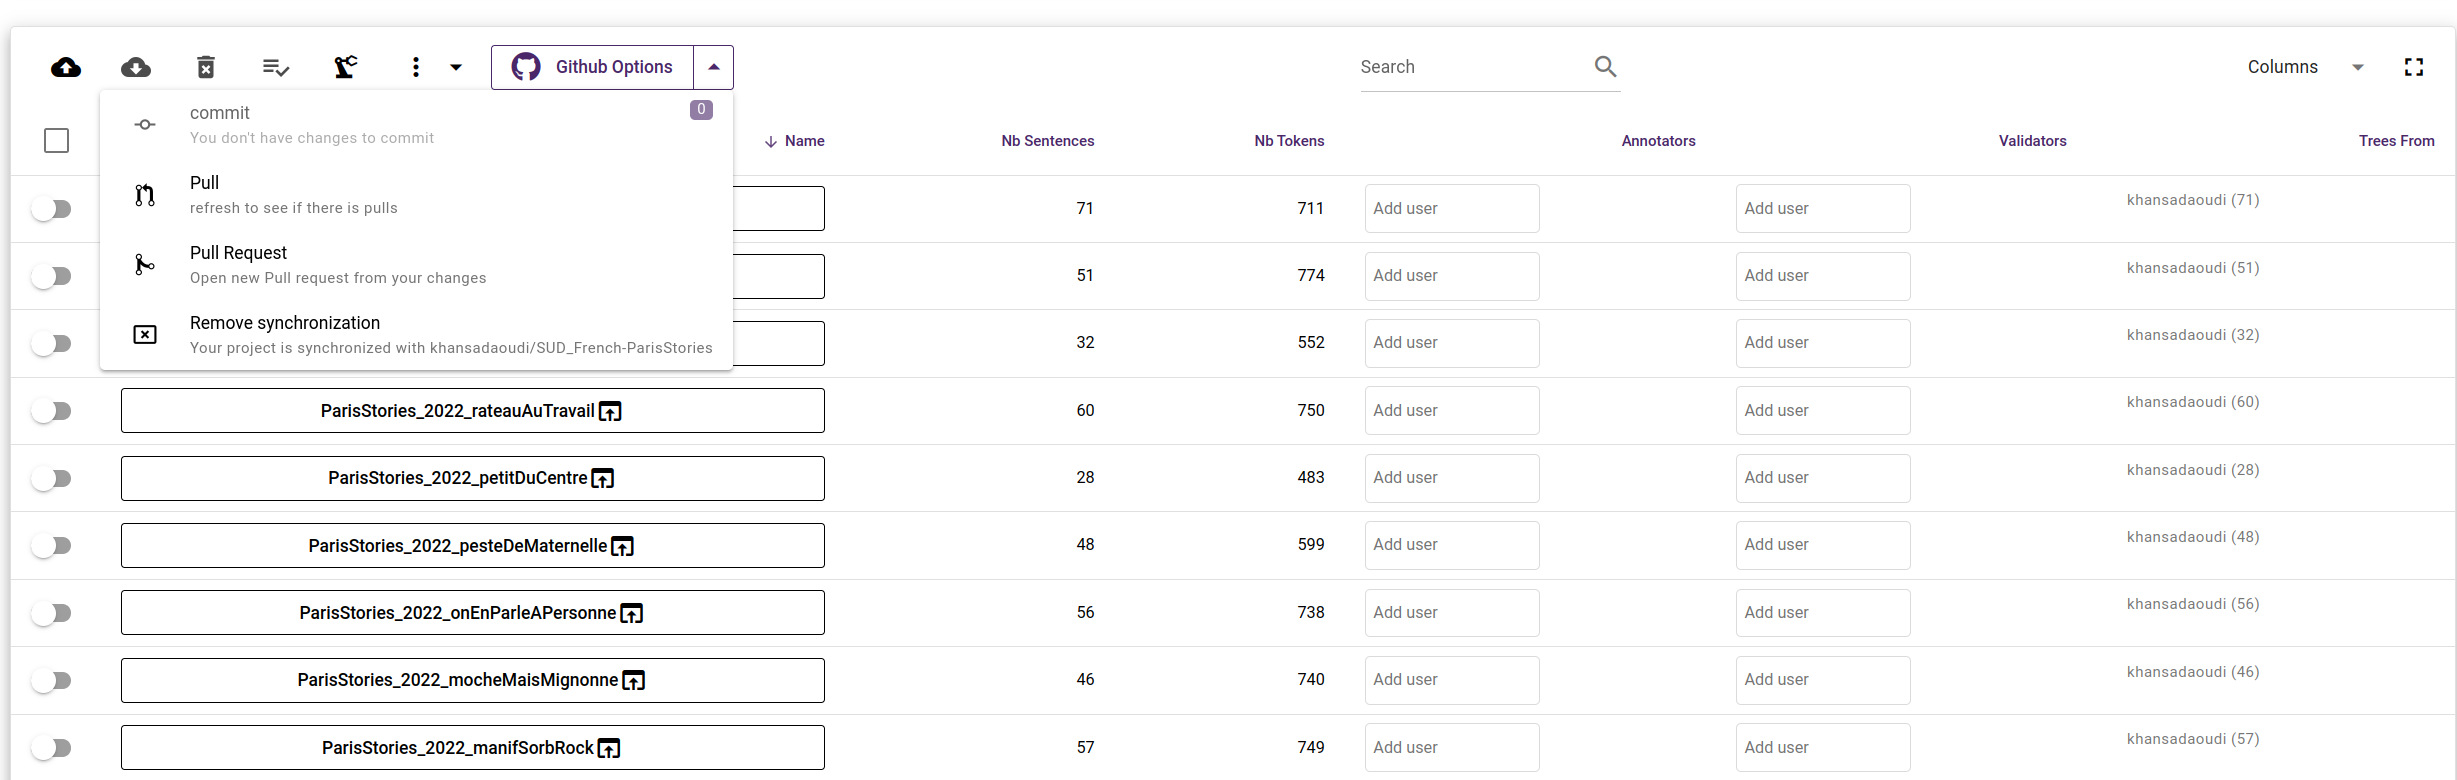 Github Options
Search
Columns
commit
0
You don't have changes to commit
Pull
refresh to see if there is pulls
Pull Request
Open new Pull request from your changes
Remove synchronization
Your project is synchronized with khansadaoudi/SUD_French-ParisStories
Name Nb Sentences Nb Tokens Annotators Validators Trees From
71 711 Add user Add user khansadaoudi (71)
51 774 Add user Add user khansadaoudi (51)
32 552 Add user Add user khansadaoudi (32)
ParisStories_2022_rateauAuTravail 60 750 Add user Add user khansadaoudi (60)
ParisStories_2022_petitDuCentre 28 483 Add user Add user khansadaoudi (28)
ParisStories_2022_pesteDeMaternelle 48 599 Add user Add user khansadaoudi (48)
ParisStories_2022_onEnParleAPersonne 56 738 Add user Add user khansadaoudi (56)
ParisStories_2022_mocheMaisMignonne 46 740 Add user Add user khansadaoudi (46)
ParisStories_2022_manifSorbRock 57 749 Add user Add user khansadaoudi (57)